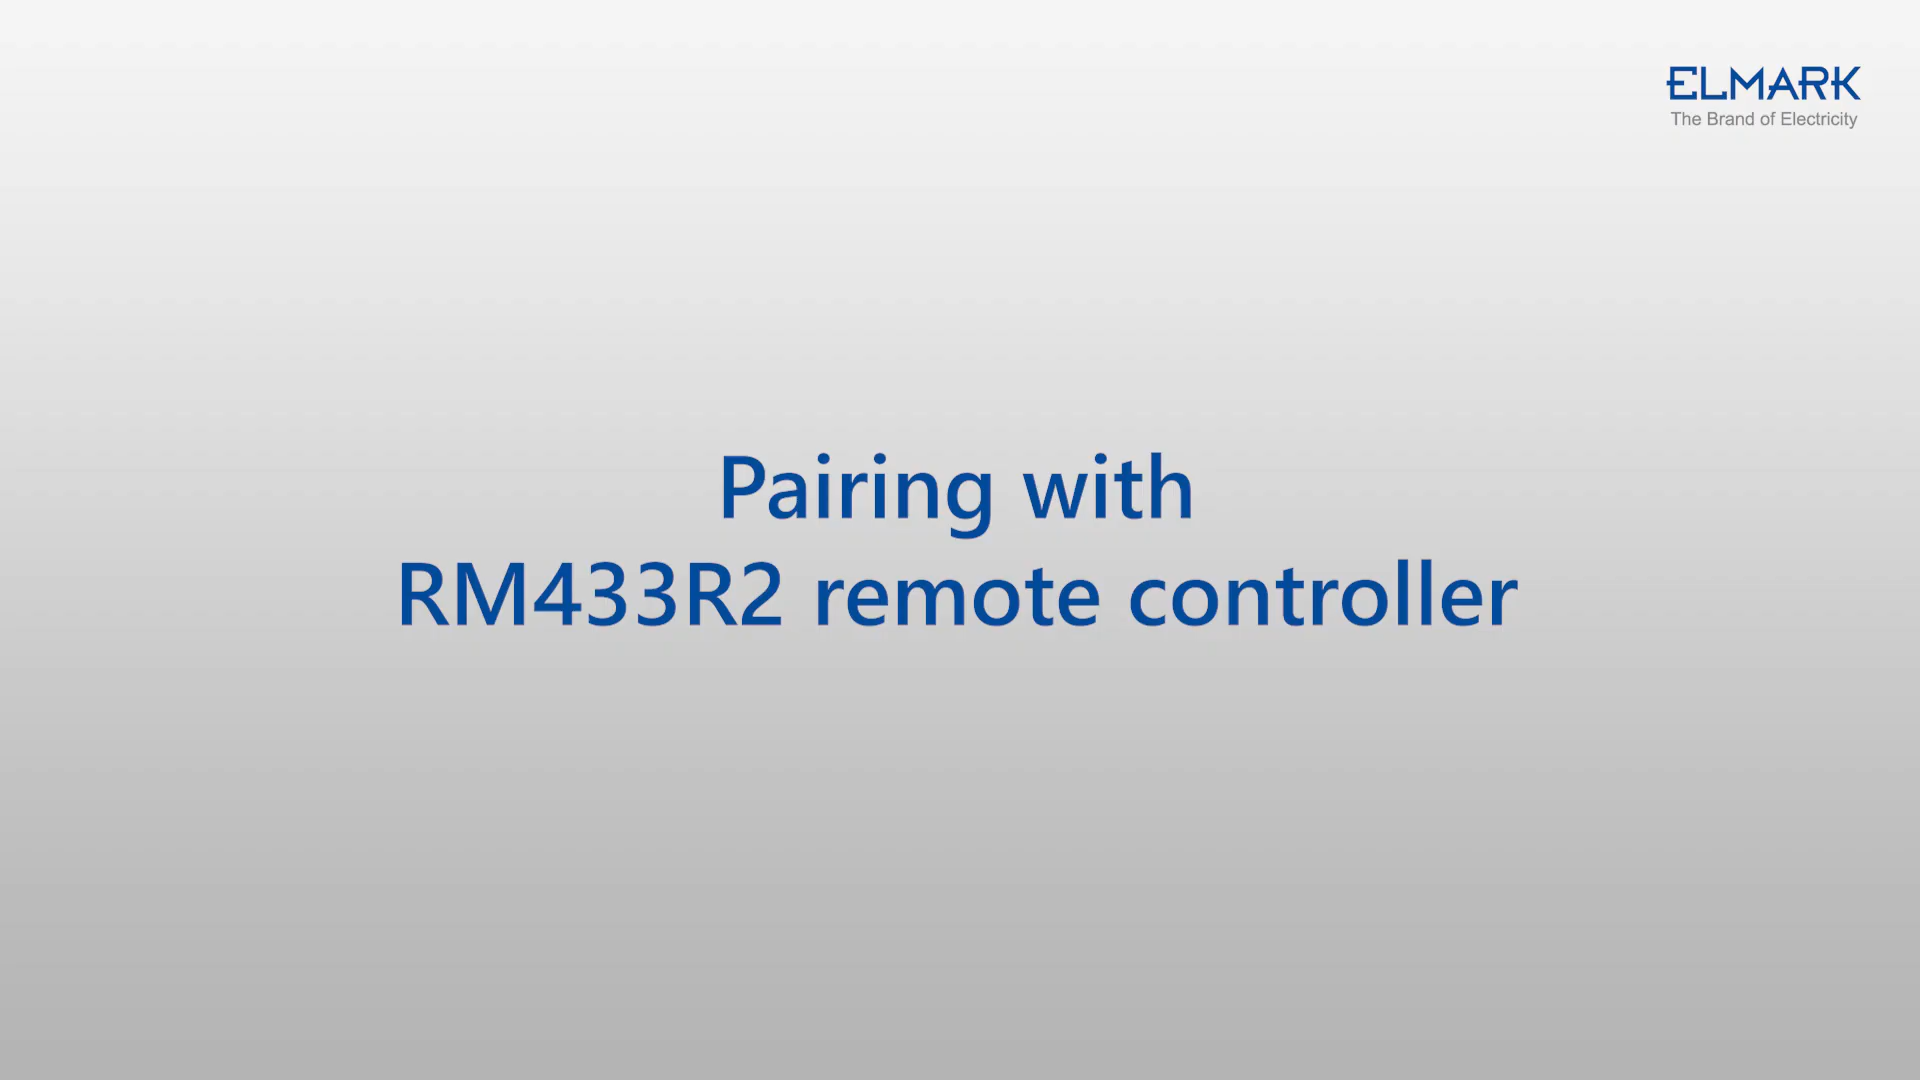 ELMARK
The Brand of Electricity
Pairing with
RM433R2 remote controller